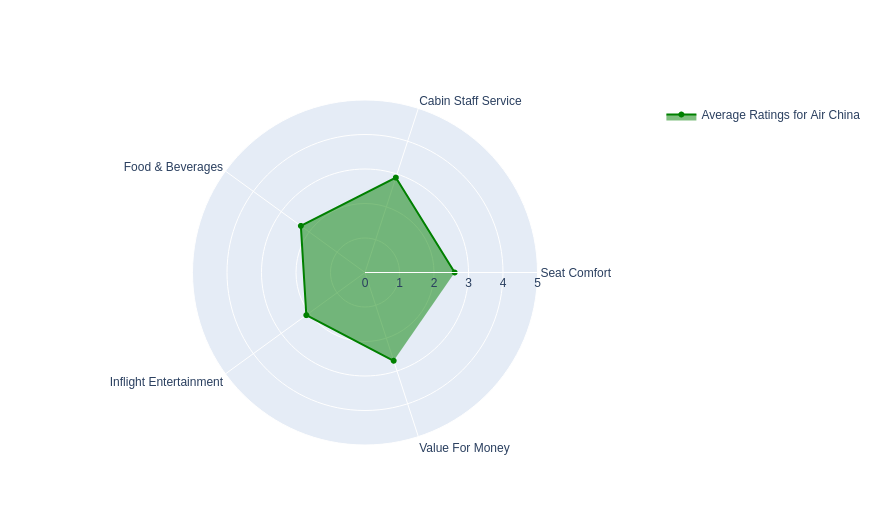 Cabin Staff Service
Average Ratings for Air China
Food & Beverages
Seat Comfort
0 1 2 3 4 5
Inflight Entertainment
Value For Money